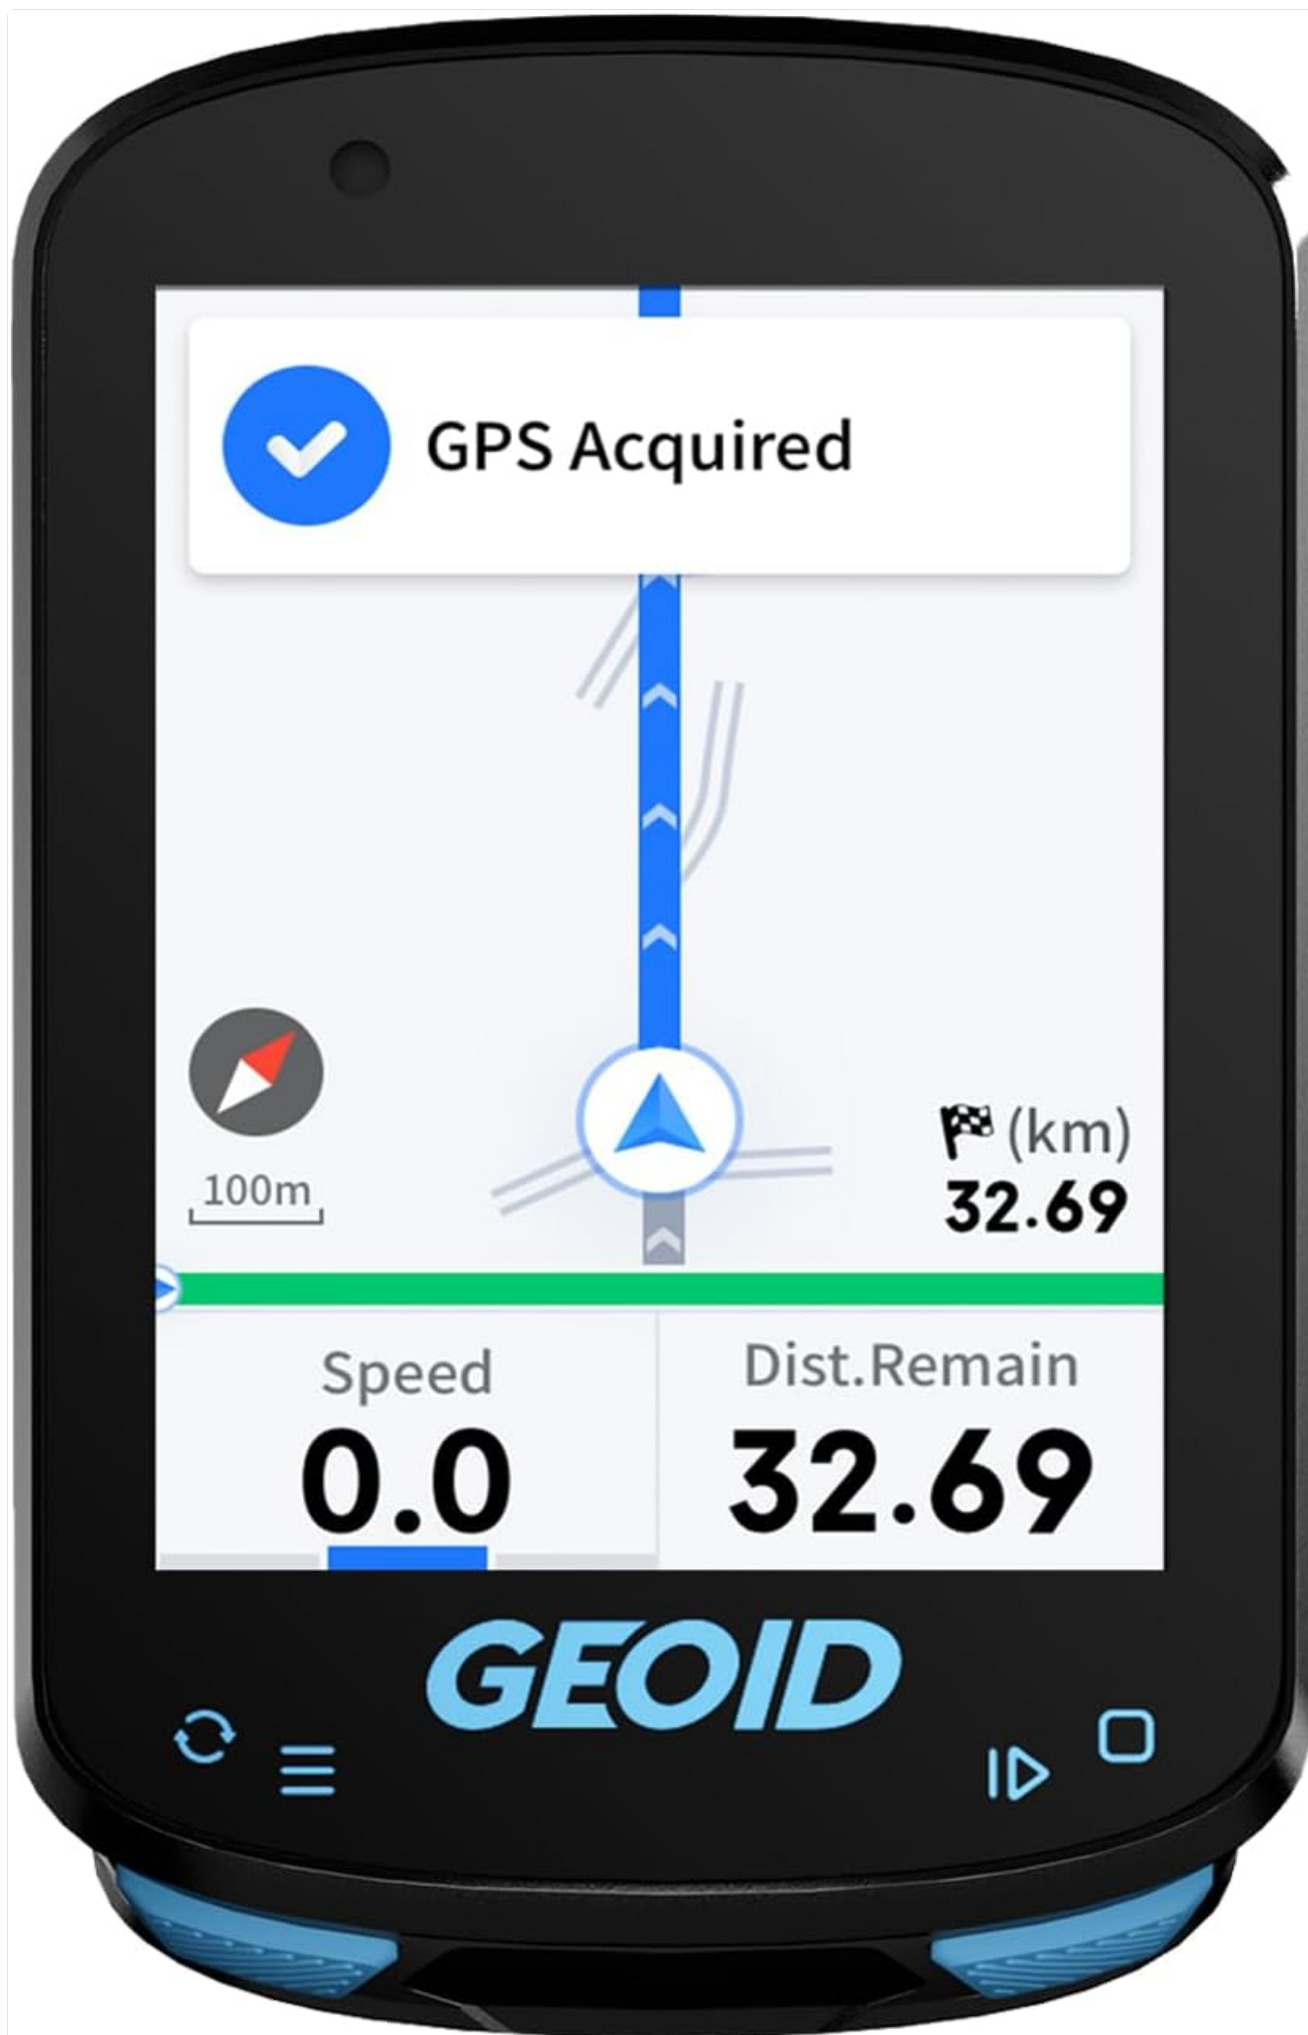 GPS Acquired
(km)
32.69
100m
Speed
Dist.Remain
0.0
32.69
GEOID